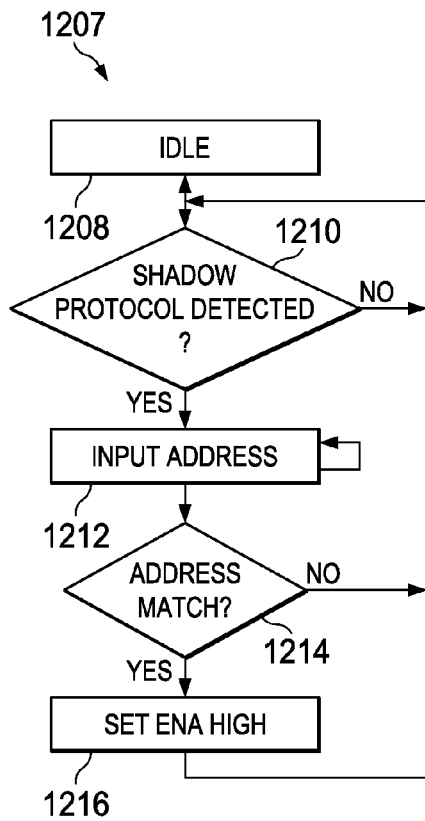 1207
IDLE
1208
1210
SHADOW
PROTOCOL DETECTED
?
NO
YES
INPUT ADDRESS
1212
ADDRESS
MATCH?
NO
1214
YES
SET ENA HIGH
1216